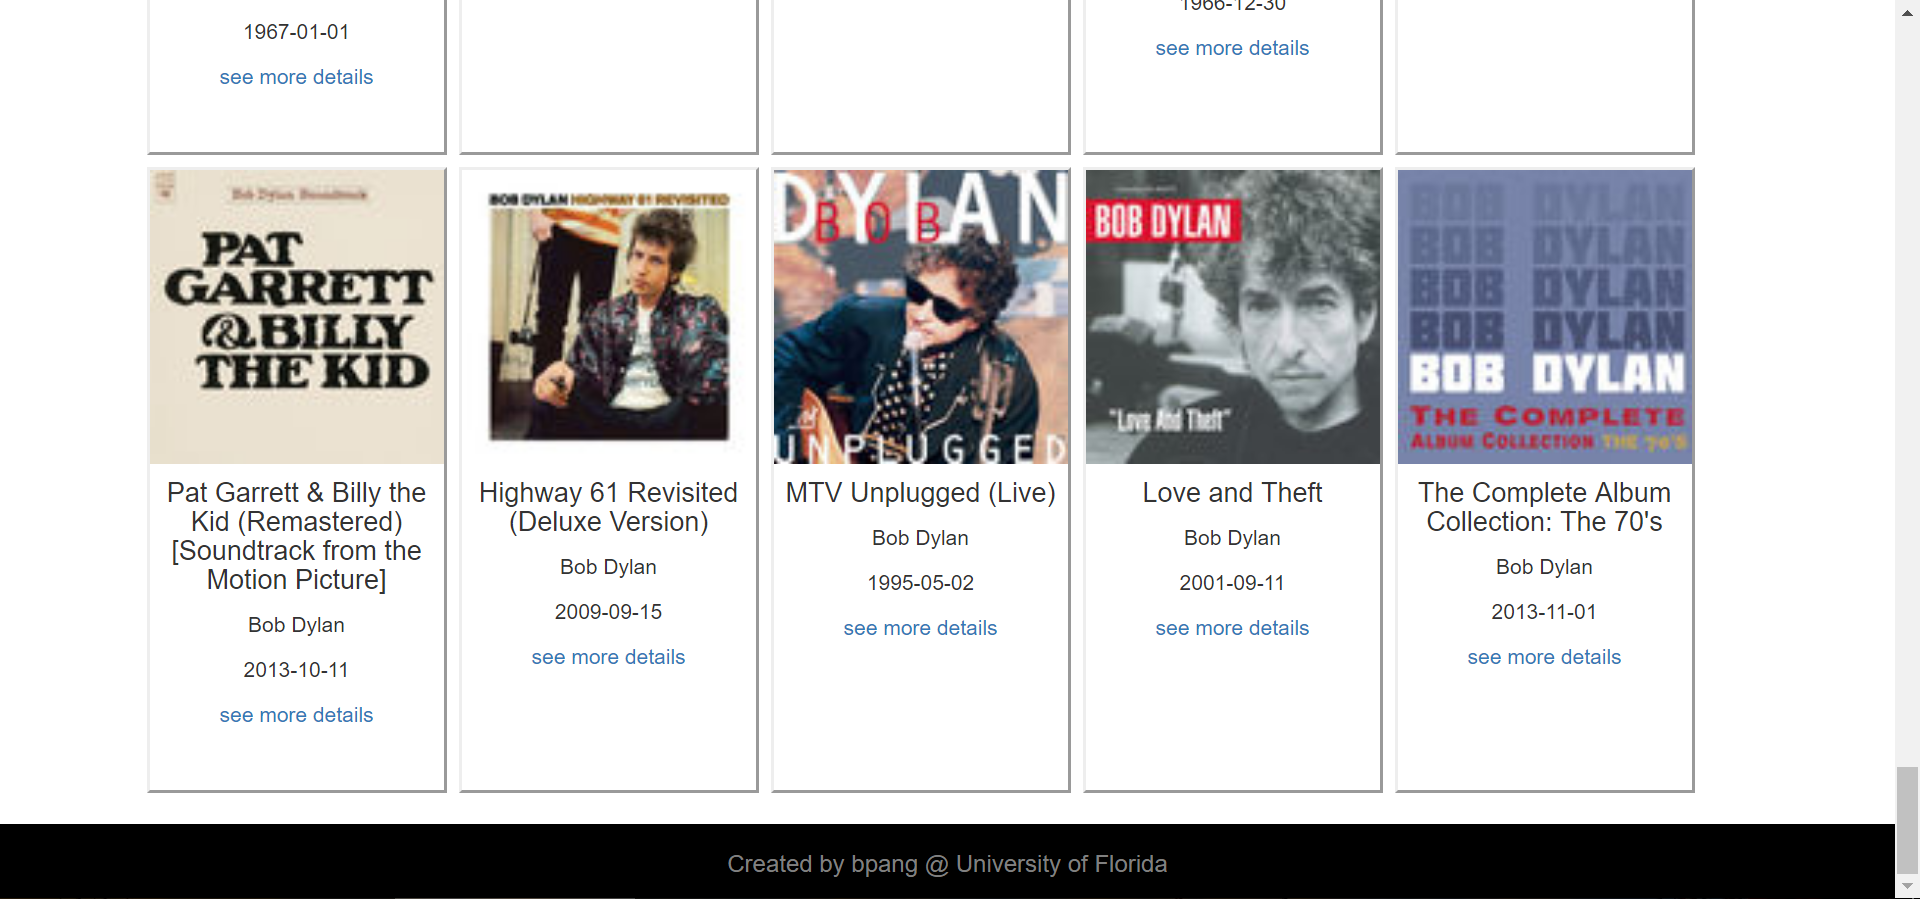 1967-01-01
see more details
1966-12-30
see more details
Bob Dylan Soundtrack
PAT
GARRETT
& BILLY
THE KID
Pat Garrett & Billy the
Kid (Remastered)
[Soundtrack from the
Motion Picture]
Bob Dylan
2013-10-11
see more details
BOB DYLAN HIGHWAY 61 REVISITED
Highway 61 Revisited
(Deluxe Version)
Bob Dylan
2009-09-15
see more details
DYLAN
BOB
UNPLUGGED
MTV Unplugged (Live)
Bob Dylan
1995-05-02
see more details
BOB DYLAN
"Love And Theft"
Love and Theft
Bob Dylan
2001-09-11
see more details
BOB DYLAN
BOB DYLAN
BOB DYLAN
BOB DYLAN
BOB DYLAN
THE COMPLETE
ALBUM COLLECTION THE 70'S
The Complete Album
Collection: The 70's
Bob Dylan
2013-11-01
see more details
Created by bpang @ University of Florida